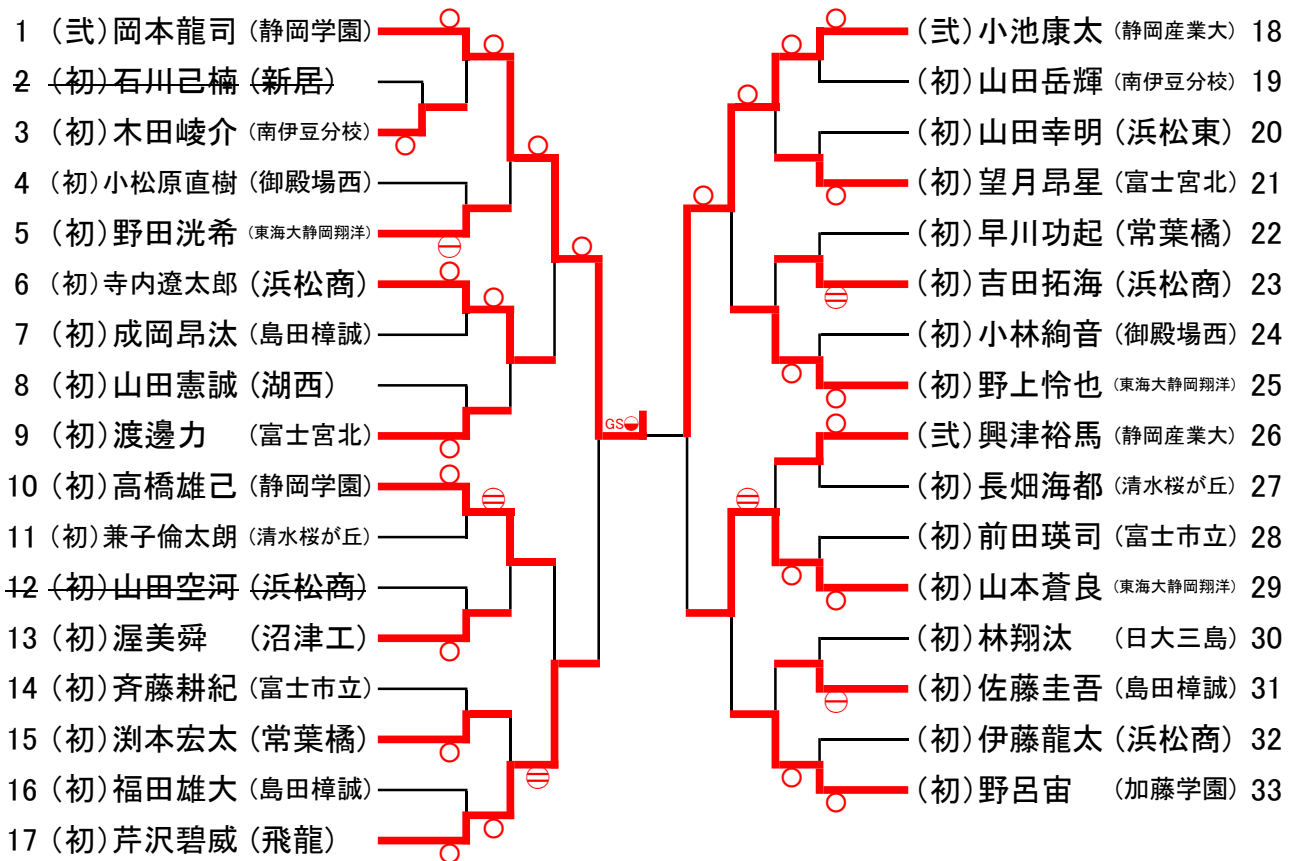 1 (弐)岡本龍司 (静岡学園)
2 (初)石川己楠 (新居)
3 (初)木田崚介 (南伊豆分校)
4 (初)小松原直樹 (御殿場西)
5 (初)野田洸希 (東海大静岡翔洋)
6 (初)寺内遼太郎 (浜松商)
7 (初)成岡昂汰 (島田樟誠)
8 (初)山田憲誠 (湖西)
9 (初)渡邊力 (富士宮北)
10 (初)高橋雄己 (静岡学園)
11 (初)兼子倫太朗 (清水桜が丘)
12 (初)山田空河 (浜松商)
13 (初)渥美舜 (沼津工)
14 (初)斉藤耕紀 (富士市立)
15 (初)渕本宏太 (常葉橘)
16 (初)福田雄大 (島田樟誠)
17 (初)芹沢碧威 (飛龍)
GS
(弐)小池康太 (静岡産業大) 18
(初)山田岳輝 (南伊豆分校) 19
(初)山田幸明 (浜松東) 20
(初)望月昂星 (富士宮北) 21
(初)早川功起 (常葉橘) 22
(初)吉田拓海 (浜松商) 23
(初)小林絢音 (御殿場西) 24
(初)野上怜也 (東海大静岡翔洋) 25
(弐)興津裕馬 (静岡産業大) 26
(初)長畑海都 (清水桜が丘) 27
(初)前田瑛司 (富士市立) 28
(初)山本蒼良 (東海大静岡翔洋) 29
(初)林翔汰 (日大三島) 30
(初)佐藤圭吾 (島田樟誠) 31
(初)伊藤龍太 (浜松商) 32
(初)野呂宙 (加藤学園) 33